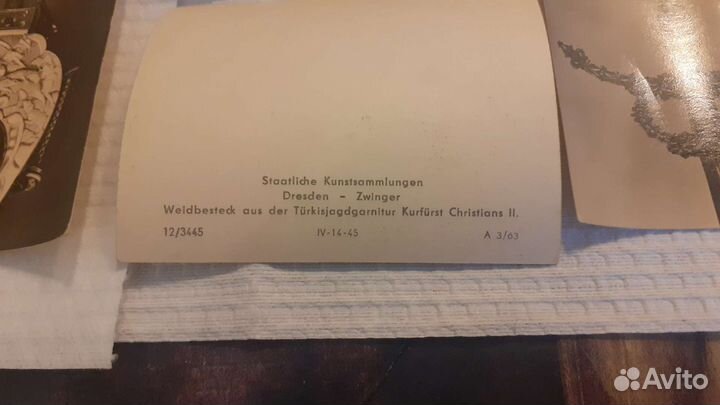 Staatliche Kunstsammlungen
Dresden - Zwinger
Weidbesteck aus der Türkisjagdgarnitur Kurfürst Christians II.
12/3445 IV-14-45 A 3/63
Avito